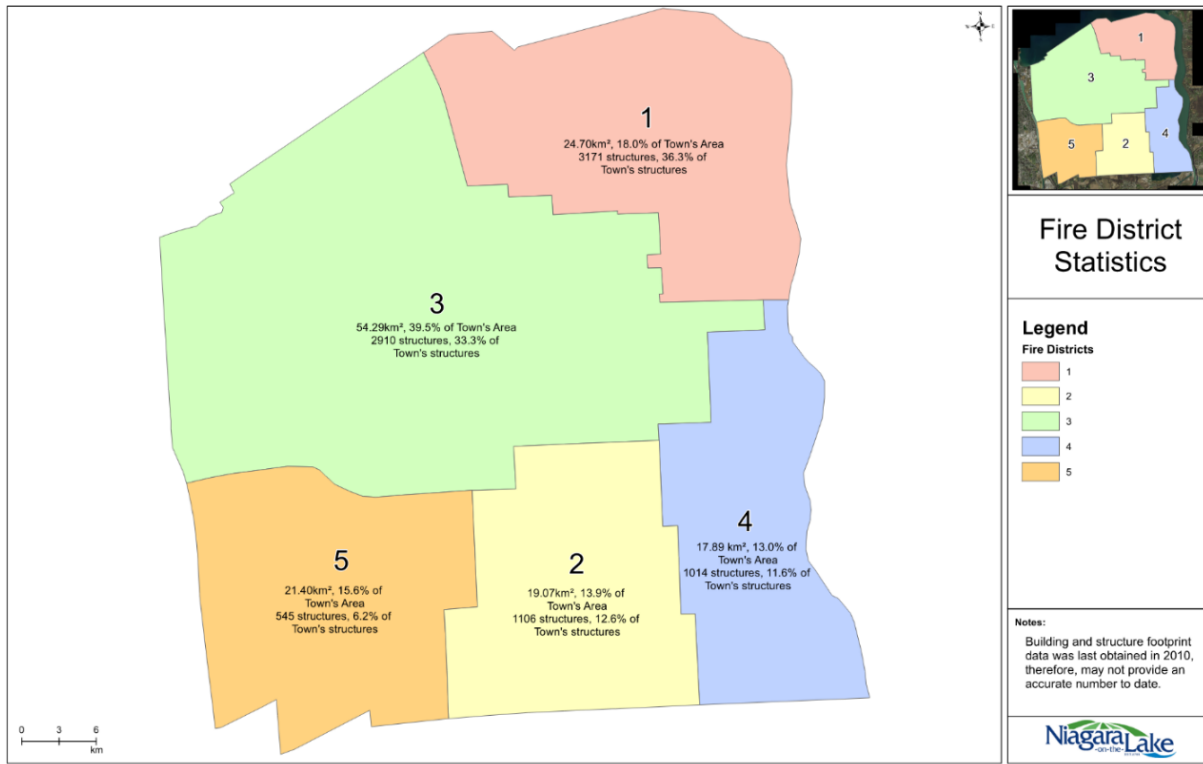 1
24.70km², 18.0% of Town's Area
3171 structures, 36.3% of
Town's structures
3
54.29km², 39.5% of Town's Area
2910 structures, 33.3% of
Town's structures
4
17.89 km², 13.0% of
Town's Area
1014 structures, 11.6% of
Town's structures
5
21.40km², 15.6% of
Town's Area
545 structures, 6.2% of
Town's structures
2
19.07km², 13.9% of
Town's Area
1106 structures, 12.6% of
Town's structures
0 3 6
km
1
3
4
5
2
Fire District
Statistics
Legend
Fire Districts
1
2
3
4
5
Notes:
Building and structure footprint
data was last obtained in 2010,
therefore, may not provide an
accurate number to date.
Niagara
-on-the-
Lake